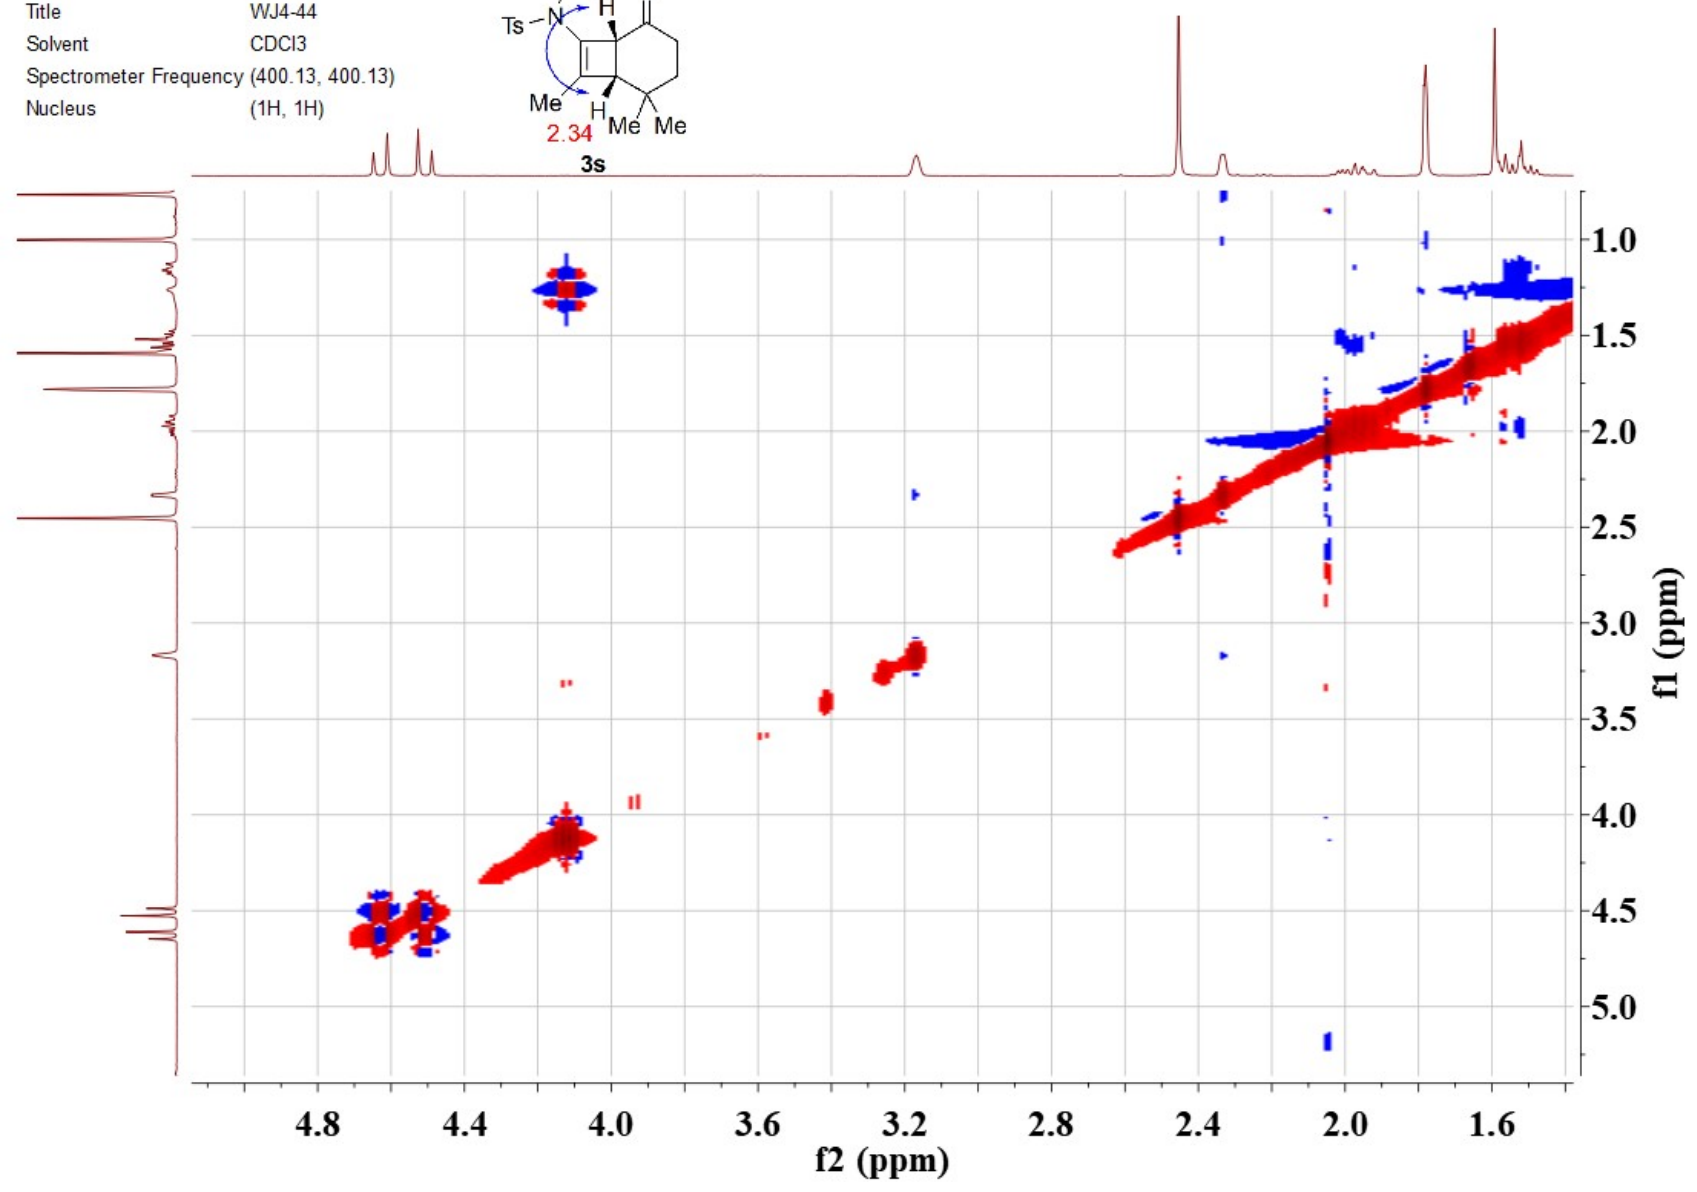 Title WJ4-44
Solvent CDCl3
Spectrometer Frequency (400.13, 400.13)
Nucleus (1H, 1H)
H
Ts N
Me H
2.34 Me Me
3s
1.0
1.5
2.0
2.5
3.0
3.5
4.0
4.5
5.0
f1 (ppm)
4.8 4.4 4.0 3.6 3.2 2.8 2.4 2.0 1.6
f2 (ppm)